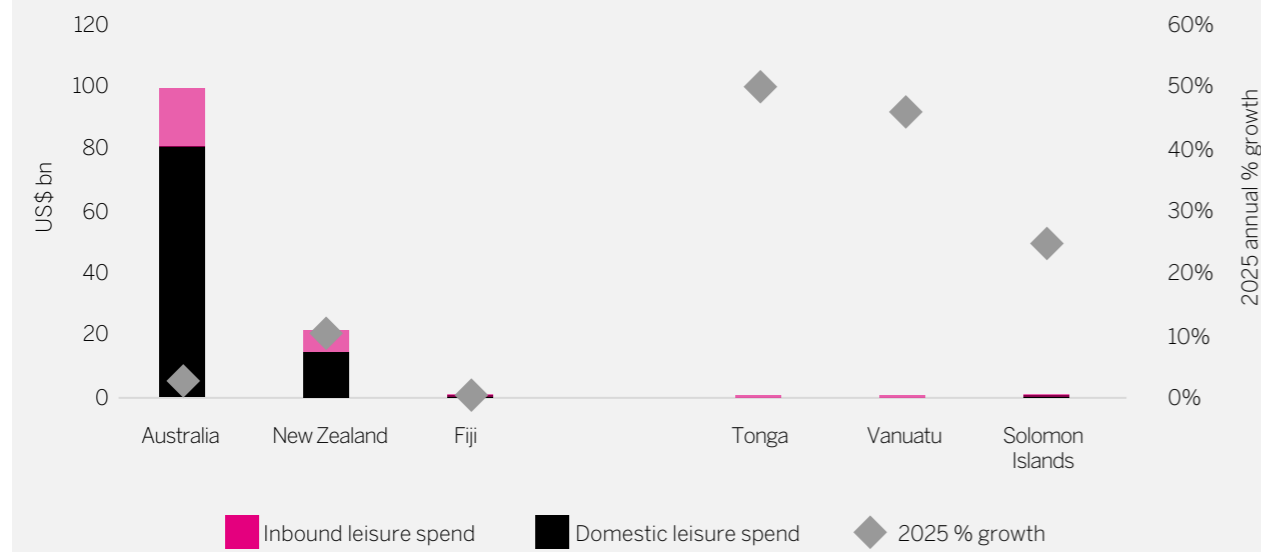 120
100
80
60
40
20
0
US$ bn
60%
50%
40%
30%
20%
10%
0%
2025 annual % growth
Australia
New Zealand
Fiji
Tonga
Vanuatu
Solomon
Islands
Inbound leisure spend
Domestic leisure spend
2025 % growth